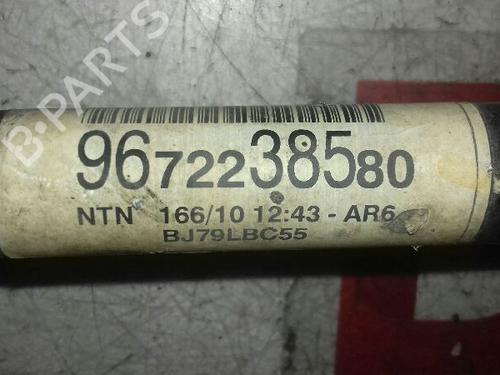 B-PARTS
9672238580
NTN 166/10 12:43 - AR6
BJ79LBC55